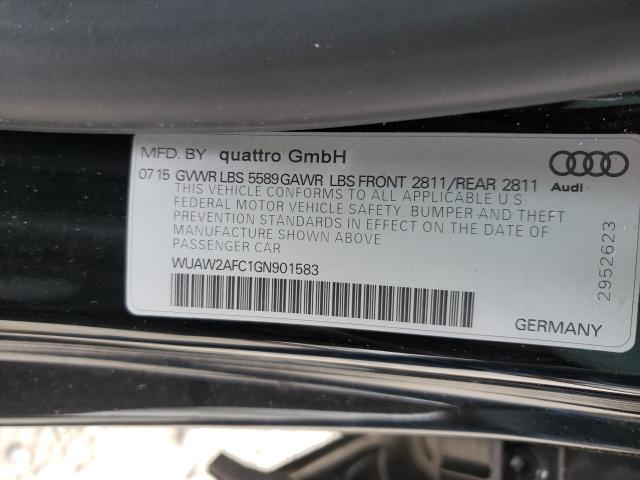 MFD. BY quattro GmbH
07 15 GVWR LBS 5589 GAWR LBS FRONT 2811/REAR 2811
THIS VEHICLE CONFORMS TO ALL APPLICABLE U S
FEDERAL MOTOR VEHICLE SAFETY, BUMPER AND THEFT
PREVENTION STANDARDS IN EFFECT ON THE DATE OF
MANUFACTURE SHOWN ABOVE
PASSENGER CAR
WUAW2AFC1GN901583
Audi
2952623
GERMANY